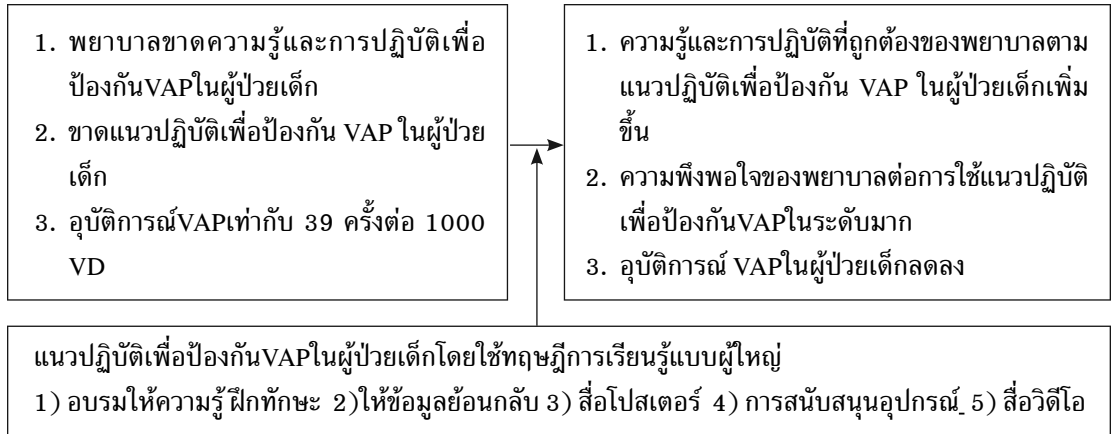 1. พยาบาลขาดความรู้และการปฏิบัติเพื่อ
ป้องกันVAPในผู้ป่วยเด็ก
2. ขาดแนวปฏิบัติเพื่อป้องกัน VAP ในผู้ป่วย
เด็ก
3. อุบัติการณ์VAPเท่ากับ 39 ครั้งต่อ 1000
VD
1. ความรู้และการปฏิบัติที่ถูกต้องของพยาบาลตาม
แนวปฏิบัติเพื่อป้องกัน VAP ในผู้ป่วยเด็กเพิ่ม
ขึ้น
2. ความพึงพอใจของพยาบาลต่อการใช้แนวปฏิบัติ
เพื่อป้องกันVAPในระดับมาก
3. อุบัติการณ์ VAPในผู้ป่วยเด็กลดลง
แนวปฏิบัติเพื่อป้องกันVAPในผู้ป่วยเด็กโดยใช้ทฤษฎีการเรียนรู้แบบผู้ใหญ่
1) อบรมให้ความรู้ ฝึกทักษะ 2)ให้ข้อมูลย้อนกลับ 3) สื่อโปสเตอร์ 4) การสนับสนุนอุปกรณ์ 5) สื่อวิดีโอ